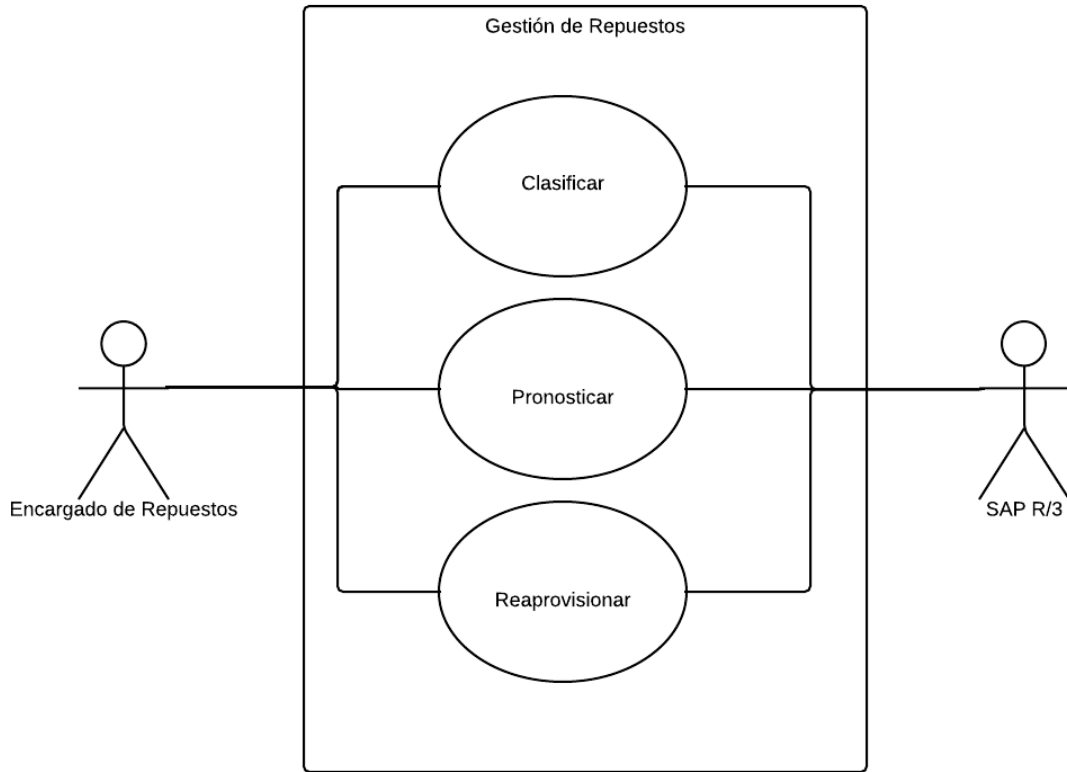 Gestión de Repuestos
Clasificar
Pronosticar
Encargado de Repuestos
SAP R/3
Reaprovisionar